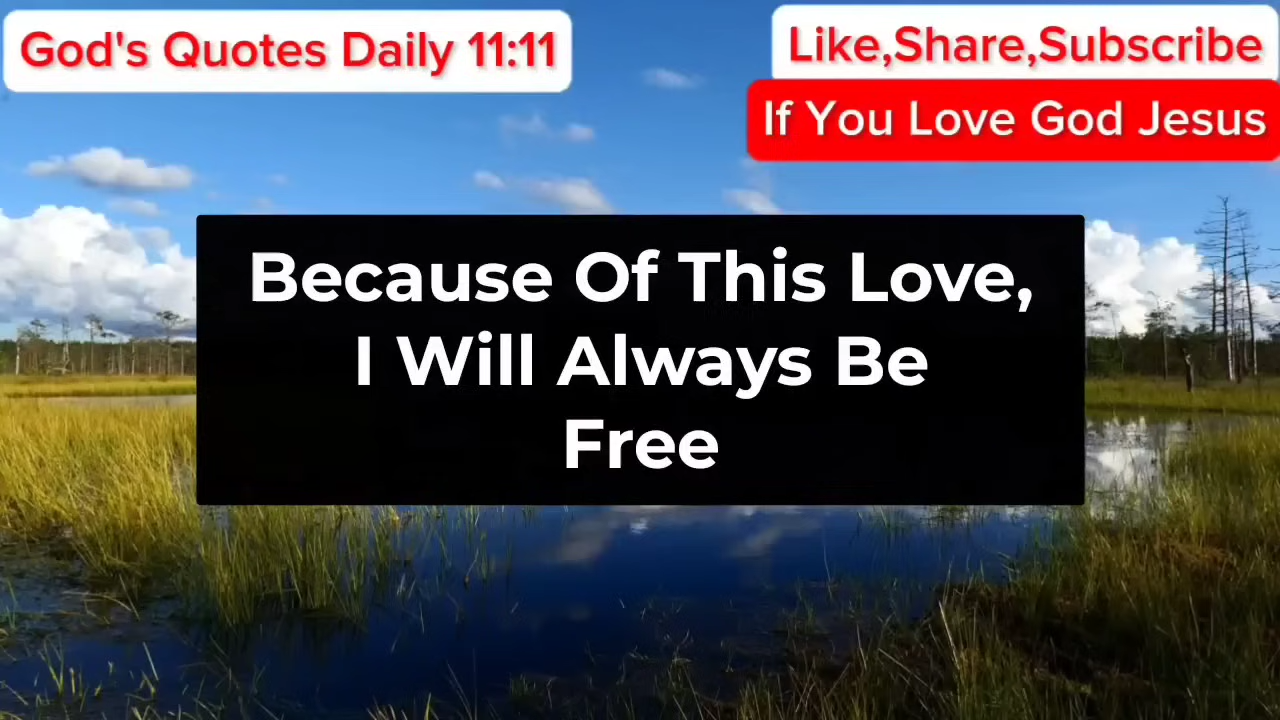 God's Quotes Daily 11:11
Like,Share,Subscribe
If You Love God Jesus
Because Of This Love,
I Will Always Be
Free